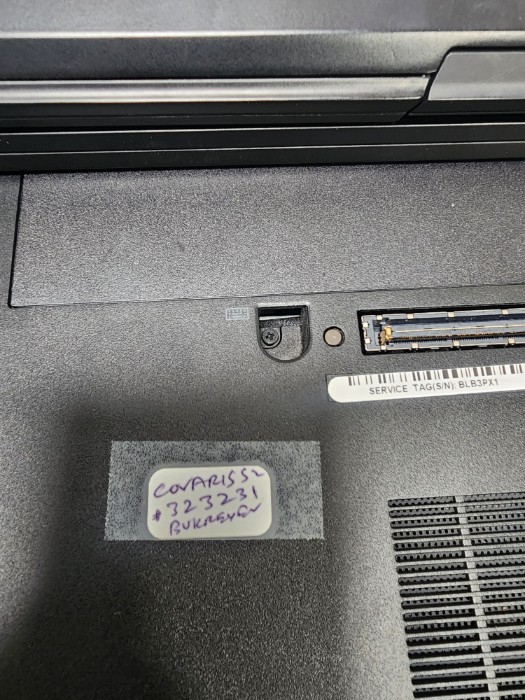 SERVICE TAG(S/N): BLB3PX1
COVARIS S2
# 323231
BUKREYEV